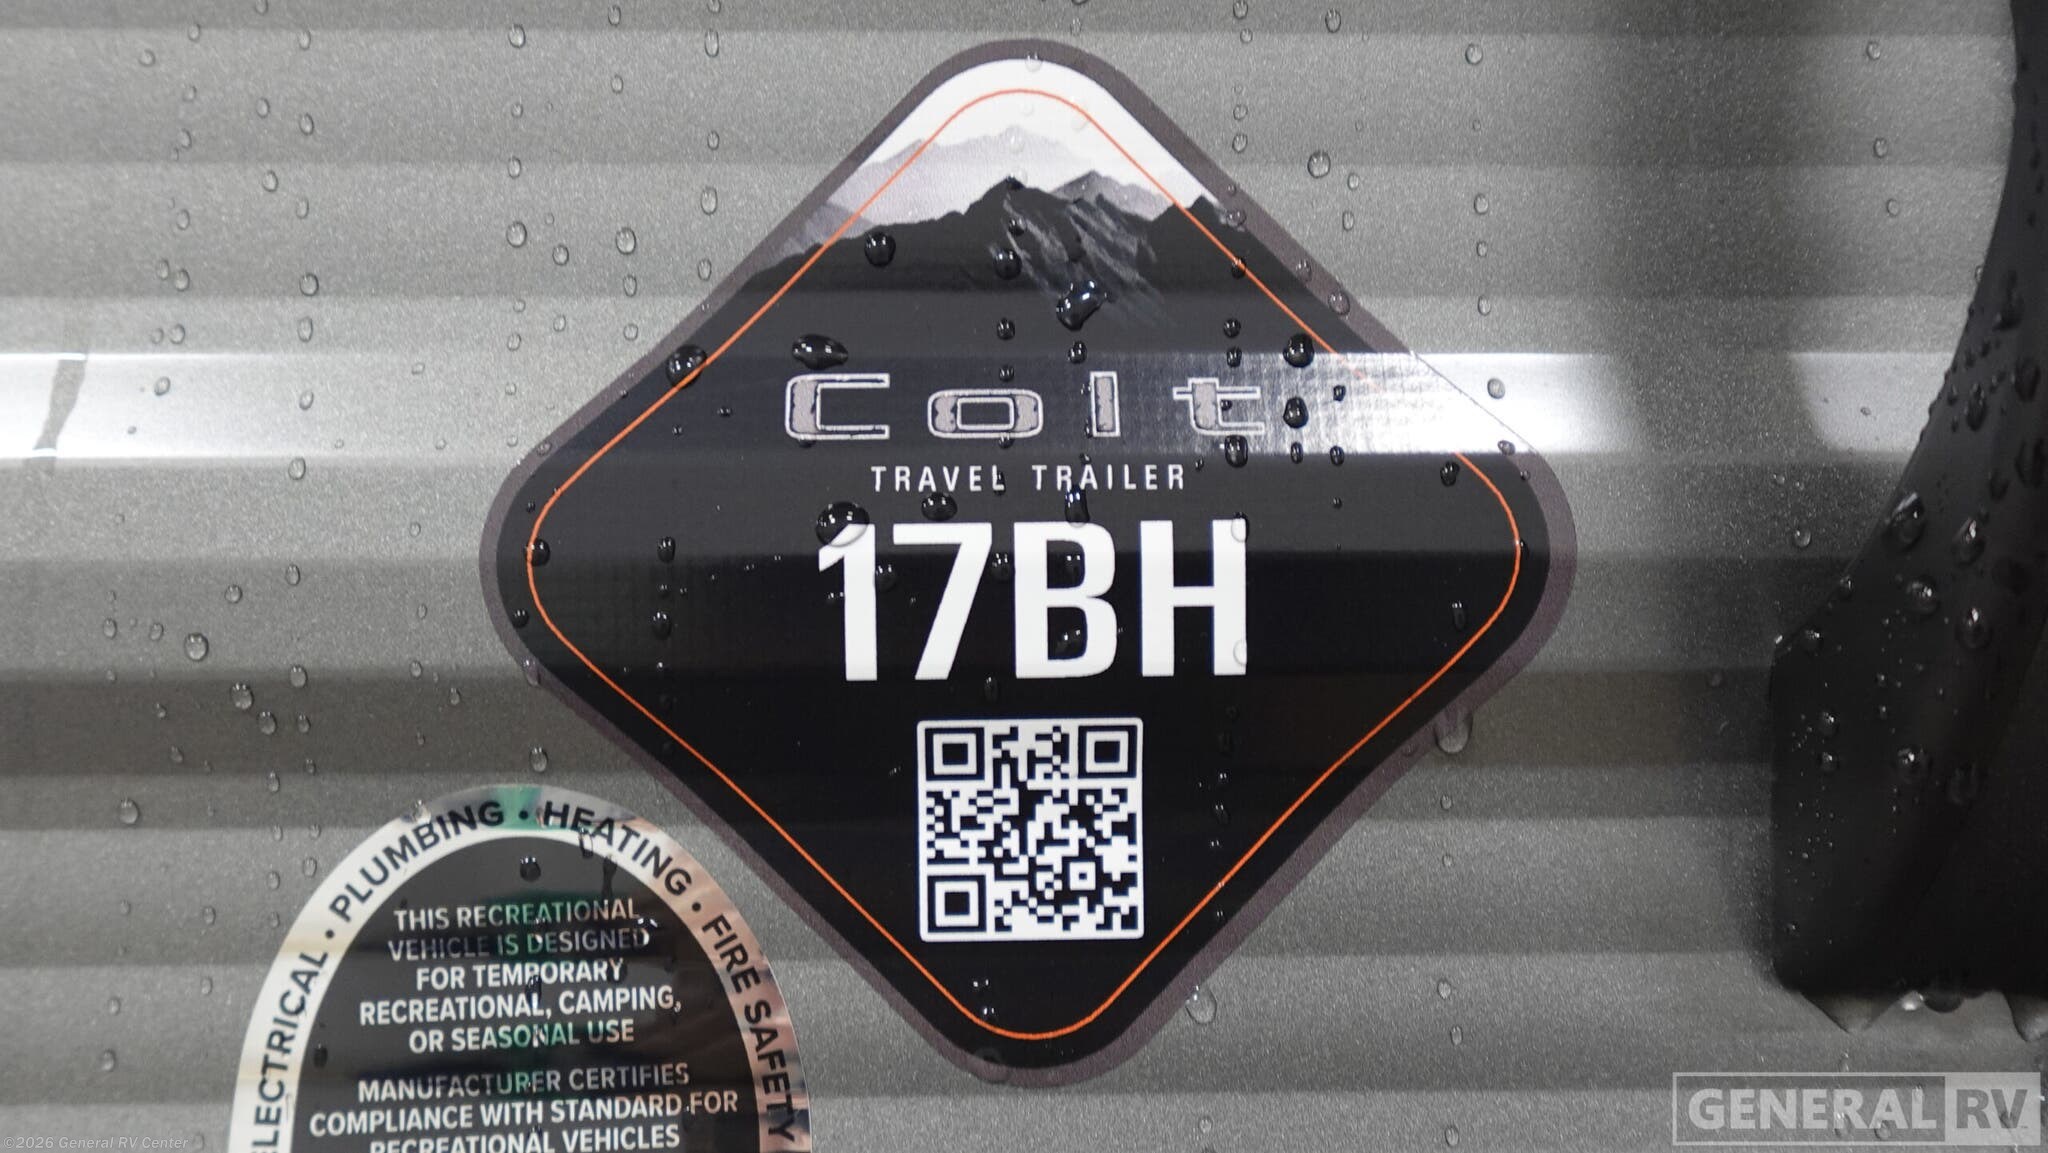 Colt
TRAVEL TRAILER
17BH
ELECTRICAL · PLUMBING · HEATING · FIRE SAFETY
THIS RECREATIONAL
VEHICLE IS DESIGNED
FOR TEMPORARY
RECREATIONAL, CAMPING,
OR SEASONAL USE
MANUFACTURER CERTIFIES
COMPLIANCE WITH STANDARD FOR
RECREATIONAL VEHICLES
GENERAL RV
©2026 General RV Center